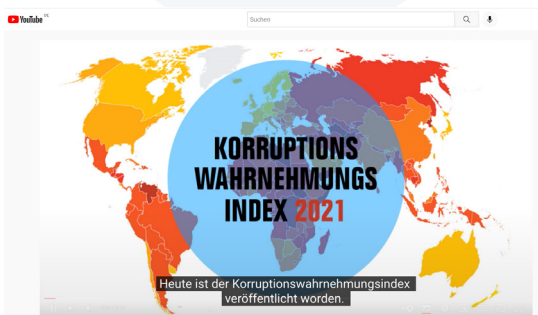 YouTube DE
Suchen
KORRUPTIONS
WAHRNEHMUNGS
INDEX 2021
Heute ist der Korruptionswahrnehmungsindex
veröffentlicht worden.